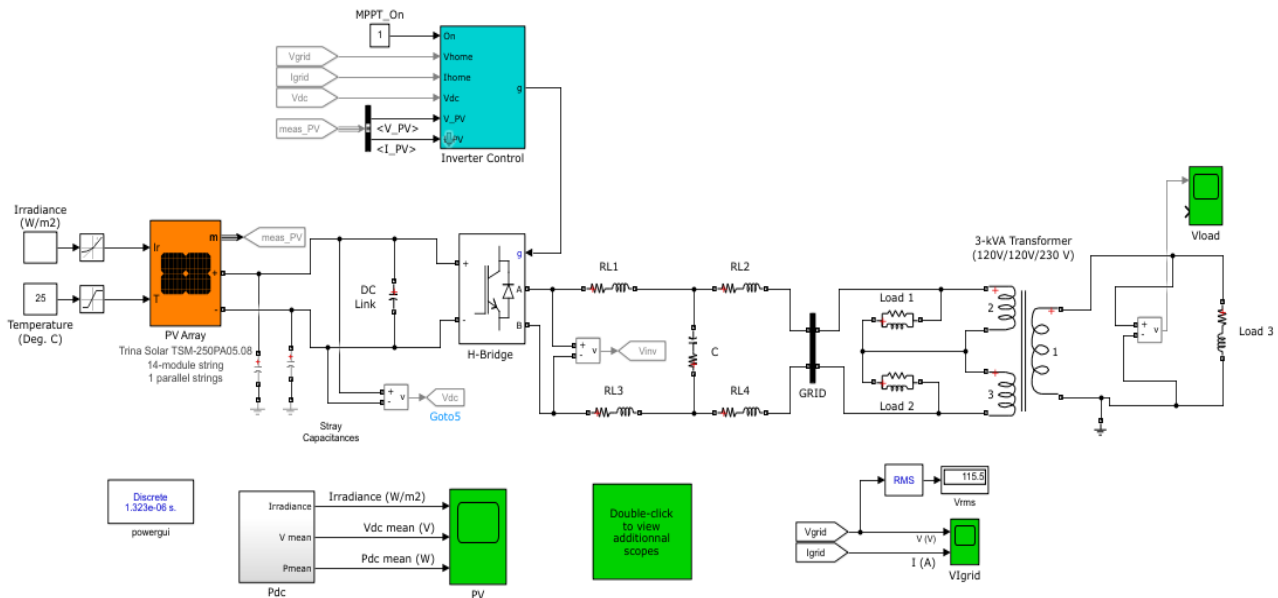 MPPT_On
1
On
Vgrid
Vhome
Igrid
Ihome
Vdc
Vdc
g
meas_PV
<V_PV>
V_PV
<I_PV>
Inverter Control
Irradiance
(W/m2)
Ir
m
meas_PV
+
25
T
-
Temperature
(Deg. C)
PV Array
Trina Solar TSM-250PA05.08
14-module string
1 parallel strings
DC
Link
+
-
g
A
B
H-Bridge
+
-
v
Vdc
Goto5
Stray
Capacitances
RL1
RL2
+
-
v
Vinv
C
RL3
RL4
GRID
3-kVA Transformer
(120V/120V/230 V)
Load 1
+
Load 2
+
+
2
+
3
+
1
+
-
v
Vload
Load 3
Discrete
1.323e-06 s.
powergui
Irradiance
Irradiance (W/m2)
V mean
Vdc mean (V)
Pmean
Pdc mean (W)
Pdc
PV
Double-click
to view
additionnal
scopes
RMS
115.5
Vrms
Vgrid
V (V)
Igrid
I (A)
VIgrid